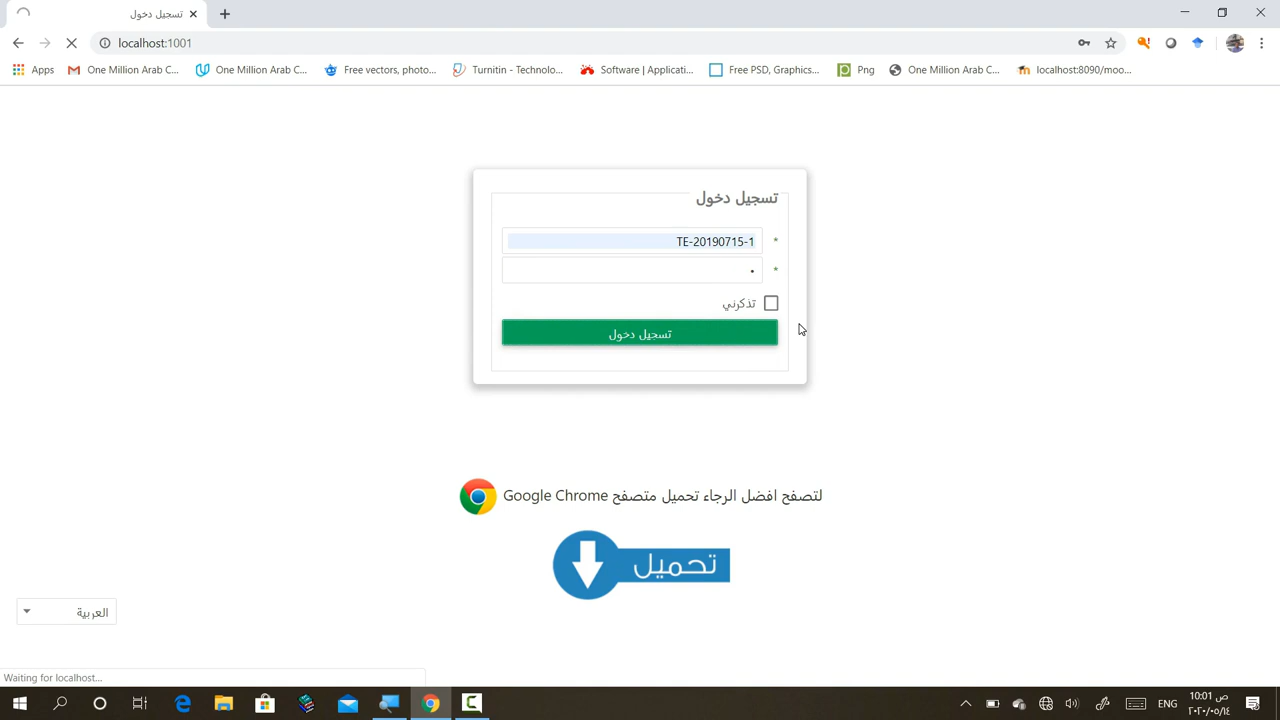 تسجيل دخول
localhost:1001
Apps
One Million Arab C...
One Million Arab C...
Free vectors, photo...
Turnitin - Technolo...
Software | Applicati...
Free PSD, Graphics...
Png
One Million Arab C...
localhost:8090/moo...
تسجيل دخول
TE-20190715-1
*
•
*
تذكرني
تسجيل دخول
لتصفح افضل الرجاء تحميل متصفح Google Chrome
تحميل
العربية
Waiting for localhost...
ENG
10:01 ص
٢٠٢٠/٠٥/١٤